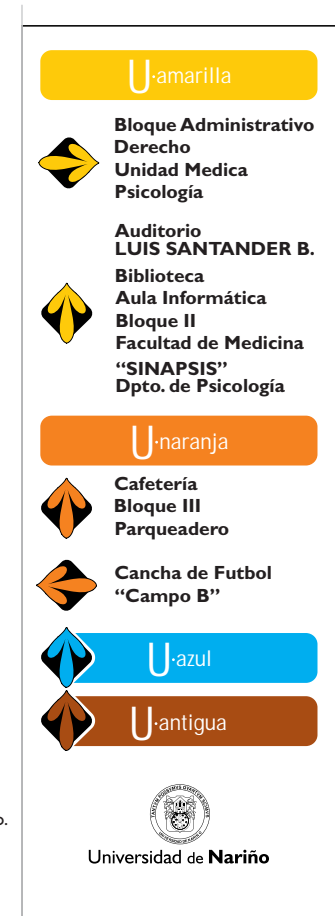 U·amarilla
Bloque Administrativo
Derecho
Unidad Medica
Psicología
Auditorio
LUIS SANTANDER B.
Biblioteca
Aula Informática
Bloque II
Facultad de Medicina
“SINAPSIS”
Dpto. de Psicología
U·naranja
Cafetería
Bloque III
Parqueadero
Cancha de Futbol
“Campo B”
U·azul
U·antigua
Universidad de Nariño